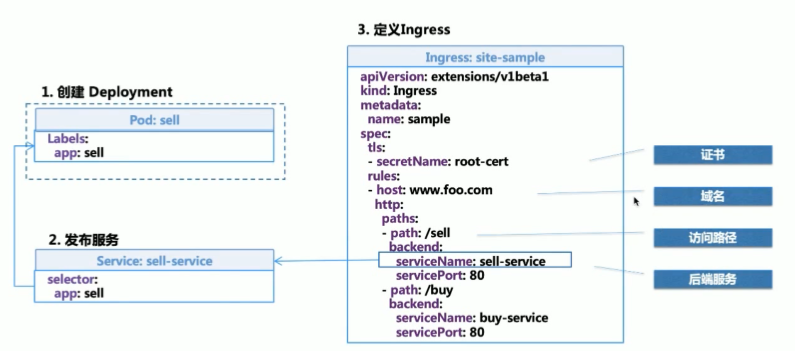 1. 创建 Deployment
Pod: sell
Labels:
app: sell
2. 发布服务
Service: sell-service
selector:
app: sell
3. 定义Ingress
Ingress: site-sample
apiVersion: extensions/v1beta1
kind: Ingress
metadata:
name: sample
spec:
tls:
- secretName: root-cert
rules:
- host: www.foo.com
http:
paths:
- path: /sell
backend:
serviceName: sell-service
servicePort: 80
- path: /buy
backend:
serviceName: buy-service
servicePort: 80
证书
域名
访问路径
后端服务